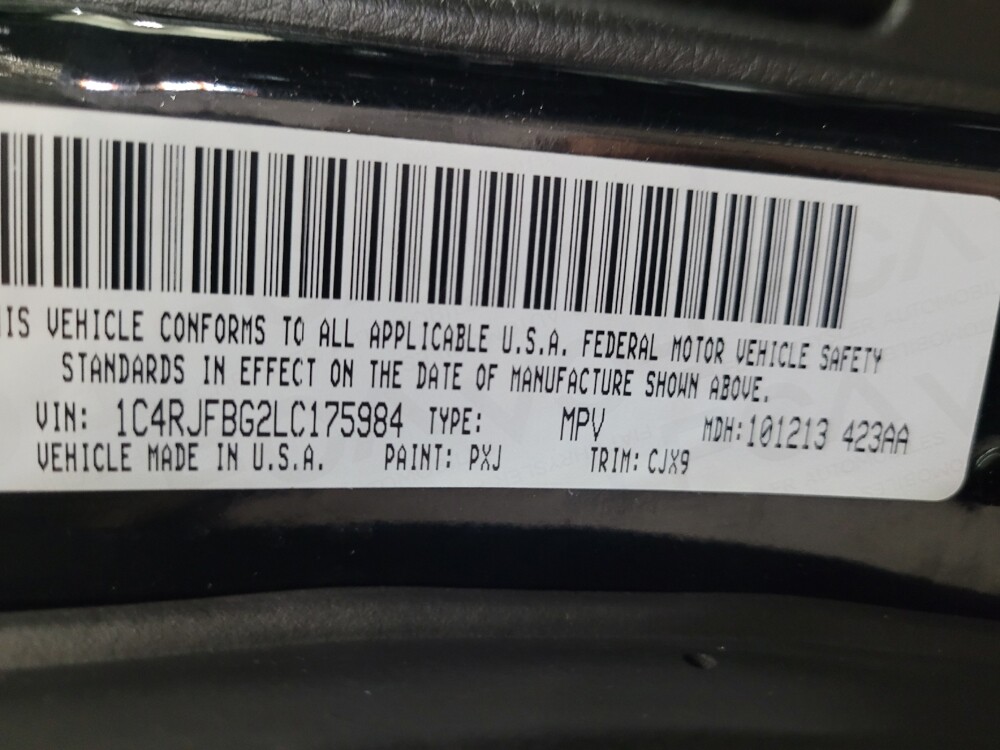 IS VEHICLE CONFORMS TO ALL APPLICABLE U.S.A. FEDERAL MOTOR VEHICLE SAFETY
STANDARDS IN EFFECT ON THE DATE OF MANUFACTURE SHOWN ABOVE.
VIN: 1C4RJFBG2LC175984 TYPE: MPV MDH:101213 423AA
VEHICLE MADE IN U.S.A. PAINT: PXJ TRIM: CJX9